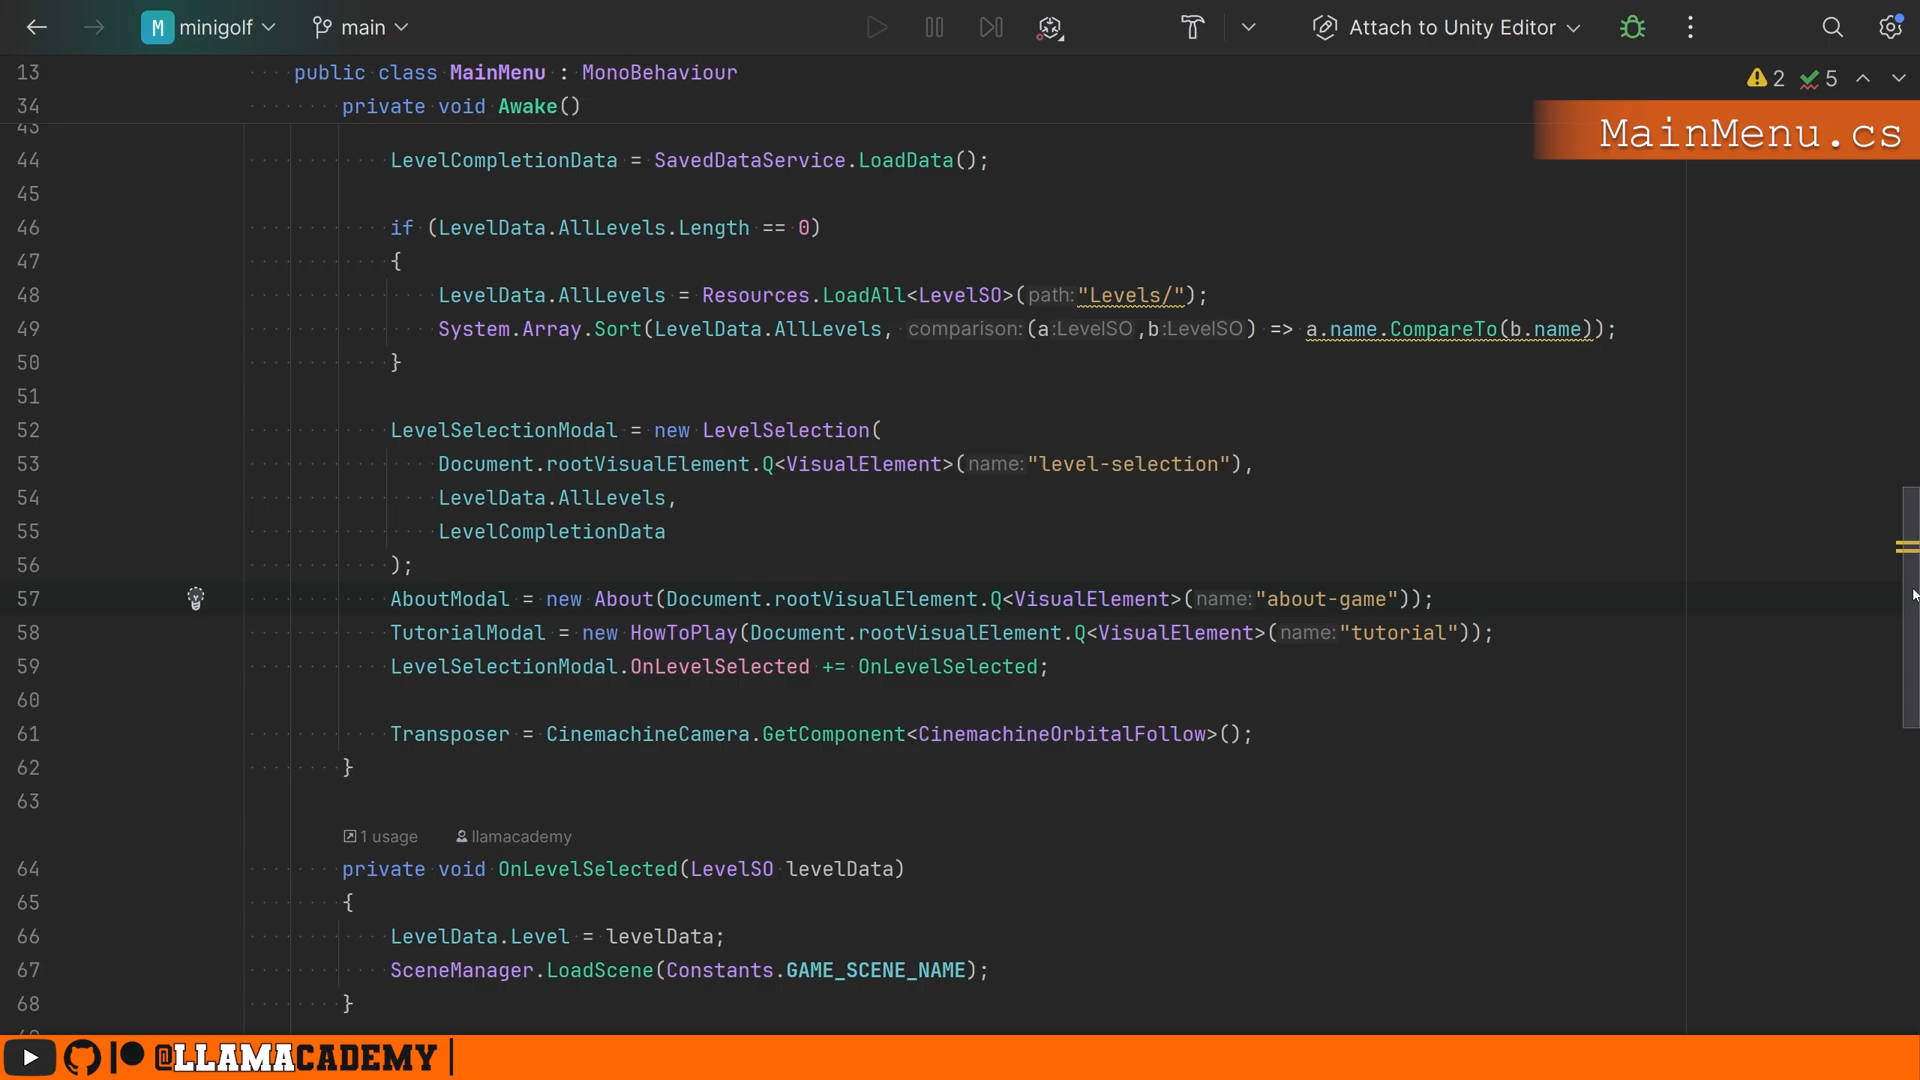 M minigolf main Attach to Unity Editor
13 public class MainMenu : MonoBehaviour 2 5
34 private void Awake()
MainMenu.cs
43
44 LevelCompletionData = SavedDataService.LoadData();
45
46 if (LevelData.AllLevels.Length == 0)
47 {
48 LevelData.AllLevels = Resources.LoadAll<LevelSO>(path:"Levels/");
49 System.Array.Sort(LevelData.AllLevels, comparison:(a:LevelSO,b:LevelSO) => a.name.CompareTo(b.name));
50 }
51
52 LevelSelectionModal = new LevelSelection(
53 Document.rootVisualElement.Q<VisualElement>(name:"level-selection"),
54 LevelData.AllLevels,
55 LevelCompletionData
56 );
57 AboutModal = new About(Document.rootVisualElement.Q<VisualElement>(name:"about-game"));
58 TutorialModal = new HowToPlay(Document.rootVisualElement.Q<VisualElement>(name:"tutorial"));
59 LevelSelectionModal.OnLevelSelected += OnLevelSelected;
60
61 Transposer = CinemachineCamera.GetComponent<CinemachineOrbitalFollow>();
62 }
63
1 usage llamacademy
64 private void OnLevelSelected(LevelSO levelData)
65 {
66 LevelData.Level = levelData;
67 SceneManager.LoadScene(Constants.GAME_SCENE_NAME);
68 }
@LLAMACADEMY